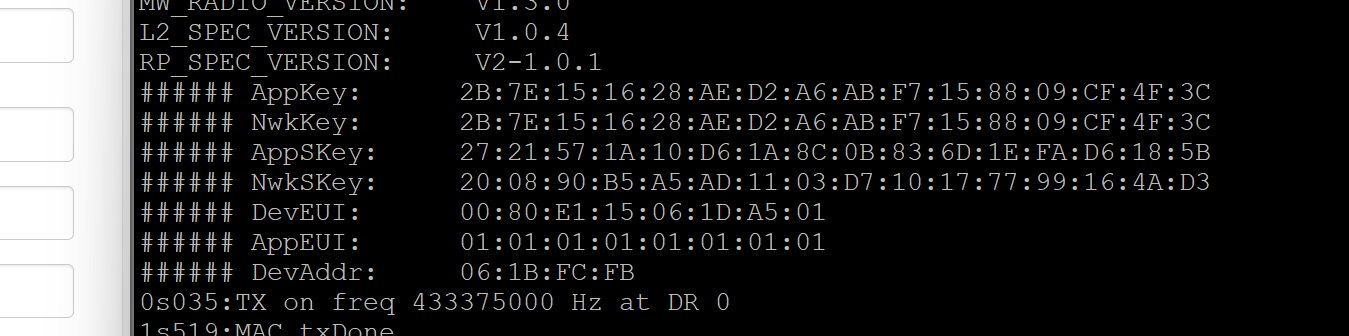 MW_RADIO_VERSION: V1.3.0
L2_SPEC_VERSION: V1.0.4
RP_SPEC_VERSION: V2-1.0.1
###### AppKey: 2B:7E:15:16:28:AE:D2:A6:AB:F7:15:88:09:CF:4F:3C
###### NwkKey: 2B:7E:15:16:28:AE:D2:A6:AB:F7:15:88:09:CF:4F:3C
###### AppSKey: 27:21:57:1A:10:D6:1A:8C:0B:83:6D:1E:FA:D6:18:5B
###### NwkSKey: 20:08:90:B5:A5:AD:11:03:D7:10:17:77:99:16:4A:D3
###### DevEUI: 00:80:E1:15:06:1D:A5:01
###### AppEUI: 01:01:01:01:01:01:01:01
###### DevAddr: 06:1B:FC:FB
0s035:TX on freq 433375000 Hz at DR 0
1s519:MAC txDone